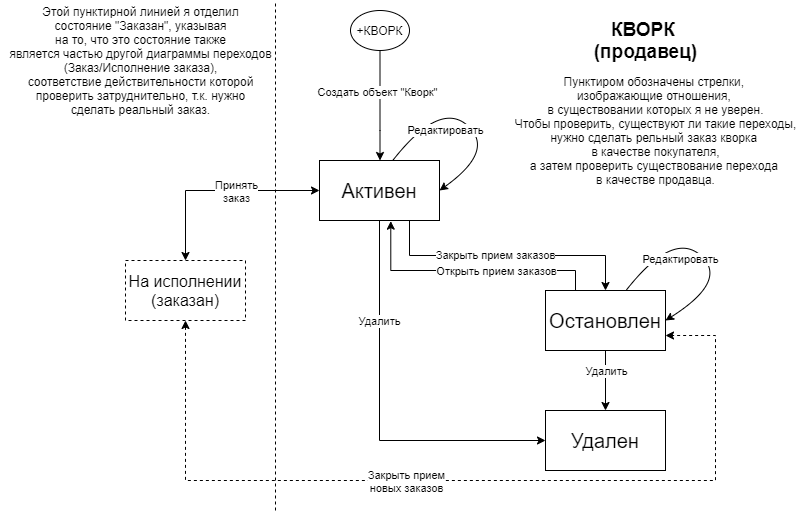 Этой пунктирной линией я отделил
состояние "Заказан", указывая
на то, что это состояние также
является частью другой диаграммы переходов
(Заказ/Исполнение заказа),
соответствие действительности которой
проверить затруднительно, т.к. нужно
сделать реальный заказ.
+КВОРК
КВОРК
(продавец)
Пунктиром обозначены стрелки,
изображающие отношения,
в существовании которых я не уверен.
Чтобы проверить, существуют ли такие переходы,
нужно сделать рельный заказ кворка
в качестве покупателя,
а затем проверить существование перехода
в качестве продавца.
Создать объект "Кворк"
Редактировать
Активен
Принять
заказ
Закрыть прием заказов
Открыть прием заказов
Редактировать
На исполнении
(заказан)
Остановлен
Удалить
Удалить
Удален
Закрыть прием
новых заказов